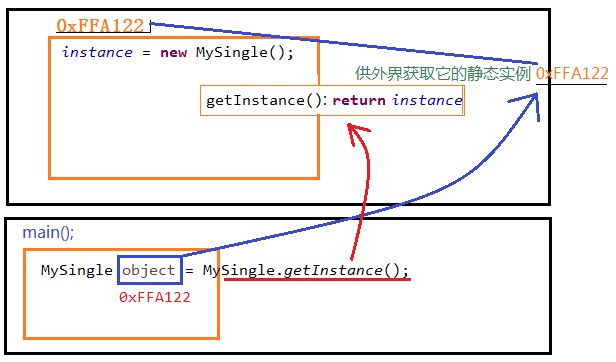 0xFFA122
instance = new MySingle();
供外界获取它的静态实例 0xFFA122
getInstance(): return instance
main();
MySingle object = MySingle.getInstance();
0xFFA122